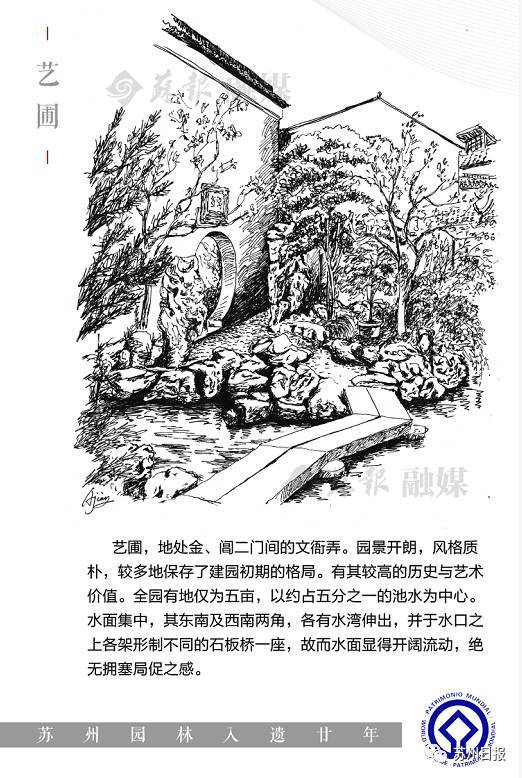 艺圃
苏报 融媒
苏报 融媒
Ajian
艺圃，地处金、阊二门间的文衙弄。园景开朗，风格质
朴，较多地保存了建园初期的格局。有其较高的历史与艺术
价值。全园有地仅为五亩，以约占五分之一的池水为中心。
水面集中，其东南及西南两角，各有水湾伸出，并于水口之
上各架形制不同的石板桥一座，故而水面显得开阔流动，绝
无拥塞局促之感。
苏州园林入遗廿年
PATRIMONIO MUNDIAL
WORLD
PATRIM
苏州日报